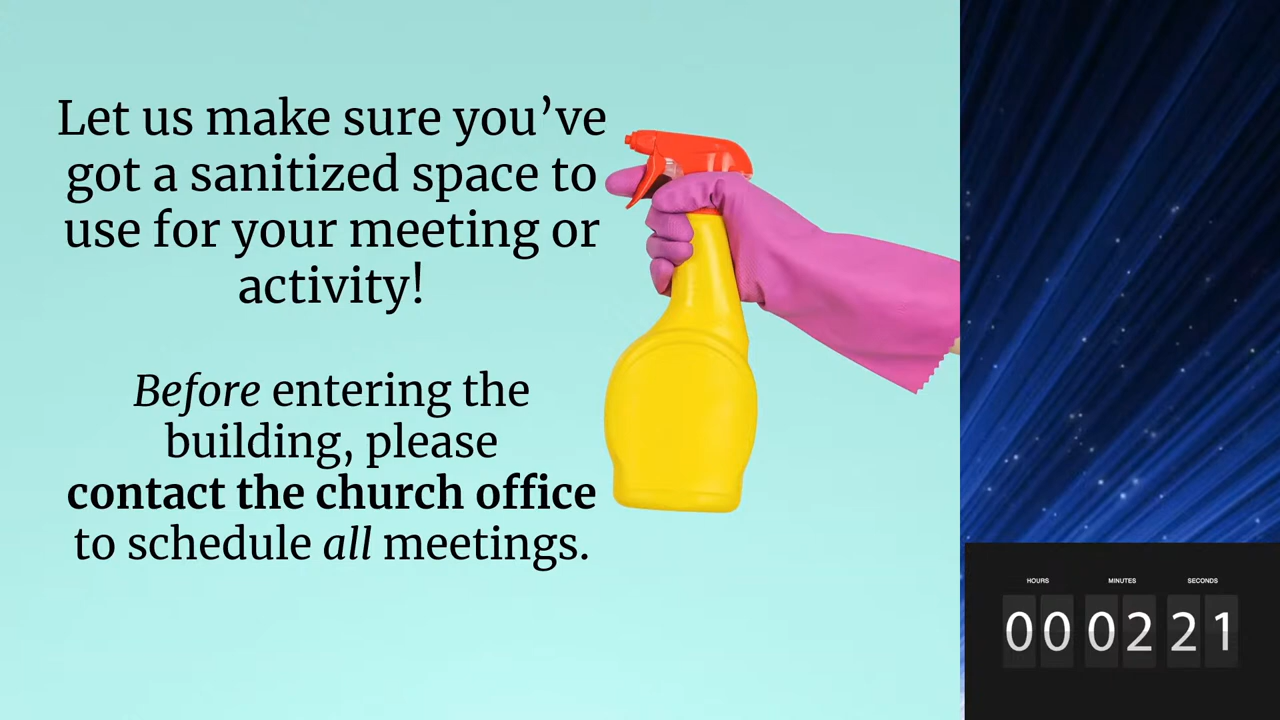 Let us make sure you’ve
got a sanitized space to
use for your meeting or
activity!
Before entering the
building, please
contact the church office
to schedule all meetings.
HOURS MINUTES SECONDS
00 02 21